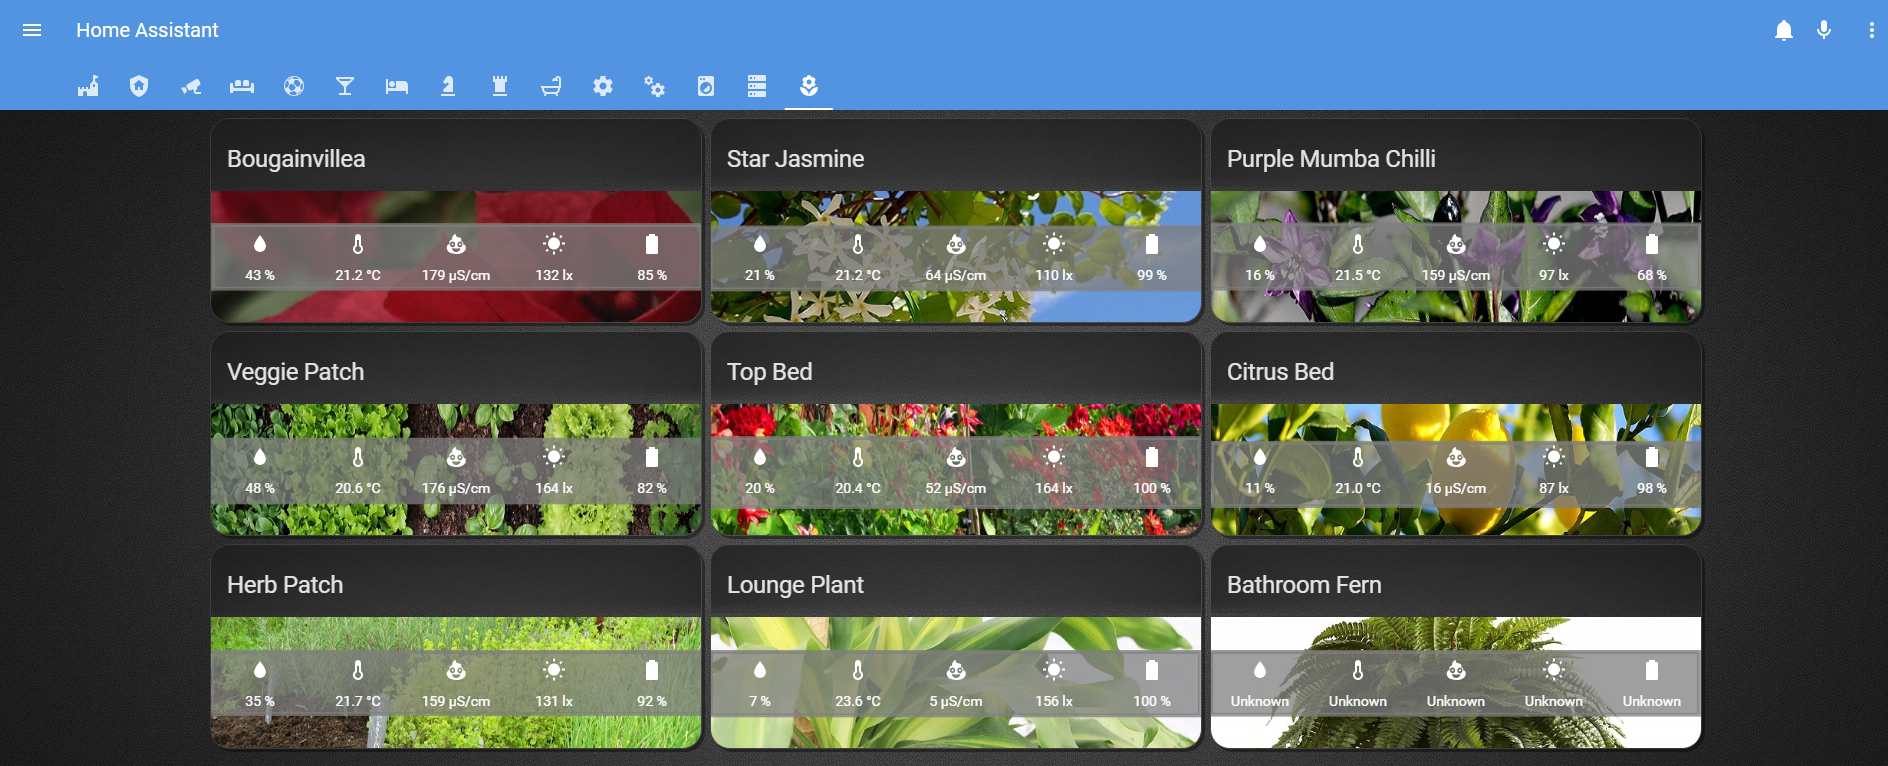 Home Assistant
Bougainvillea
43 % 21.2 °C 179 µS/cm 132 lx 85 %
Star Jasmine
21 % 21.2 °C 64 µS/cm 110 lx 99 %
Purple Mumba Chilli
16 % 21.5 °C 159 µS/cm 97 lx 68 %
Veggie Patch
48 % 20.6 °C 176 µS/cm 164 lx 82 %
Top Bed
20 % 20.4 °C 52 µS/cm 164 lx 100 %
Citrus Bed
11 % 21.0 °C 16 µS/cm 87 lx 98 %
Herb Patch
35 % 21.7 °C 159 µS/cm 131 lx 92 %
Lounge Plant
7 % 23.6 °C 5 µS/cm 156 lx 100 %
Bathroom Fern
Unknown Unknown Unknown Unknown Unknown